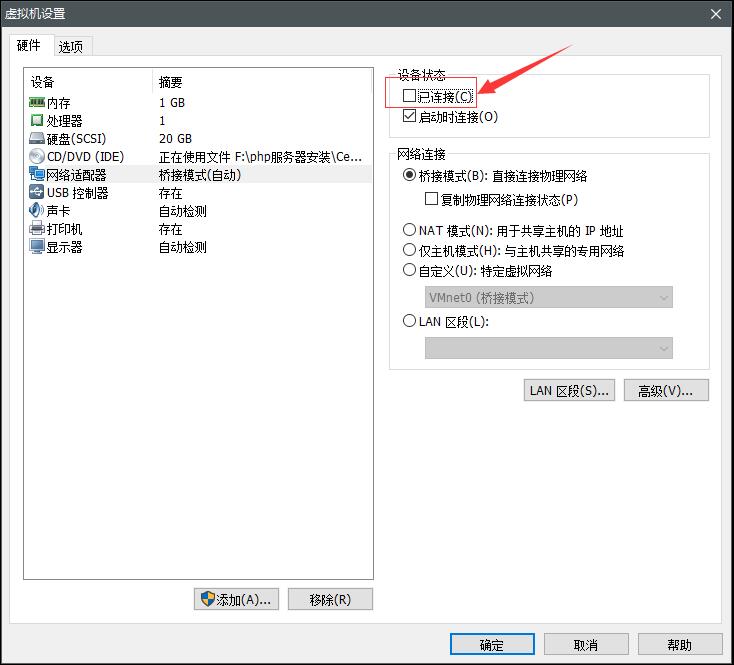 虚拟机设置
硬件 选项
设备 摘要
内存 1 GB
处理器 1
硬盘(SCSI) 20 GB
CD/DVD (IDE) 正在使用文件 F:\php服务器安装\Ce...
网络适配器 桥接模式(自动)
USB 控制器 存在
声卡 自动检测
打印机 存在
显示器 自动检测
添加(A)... 移除(R)
设备状态
已连接(C)
启动时连接(O)
网络连接
桥接模式(B): 直接连接物理网络
复制物理网络连接状态(P)
NAT 模式(N): 用于共享主机的 IP 地址
仅主机模式(H): 与主机共享的专用网络
自定义(U): 特定虚拟网络
VMnet0 (桥接模式)
LAN 区段(L):
LAN 区段(S)... 高级(V)...
确定 取消 帮助